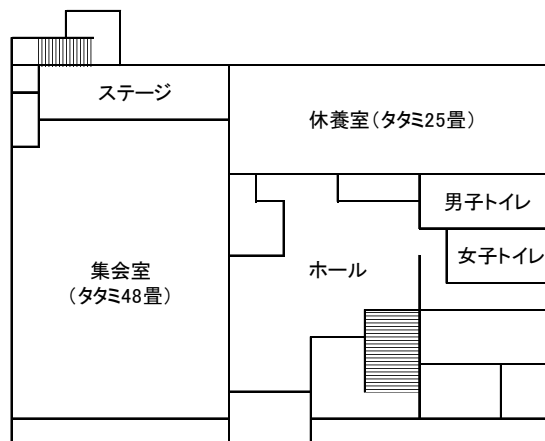 ステージ
休養室(タタミ25畳)
男子トイレ
女子トイレ
集会室
(タタミ48畳)
ホール